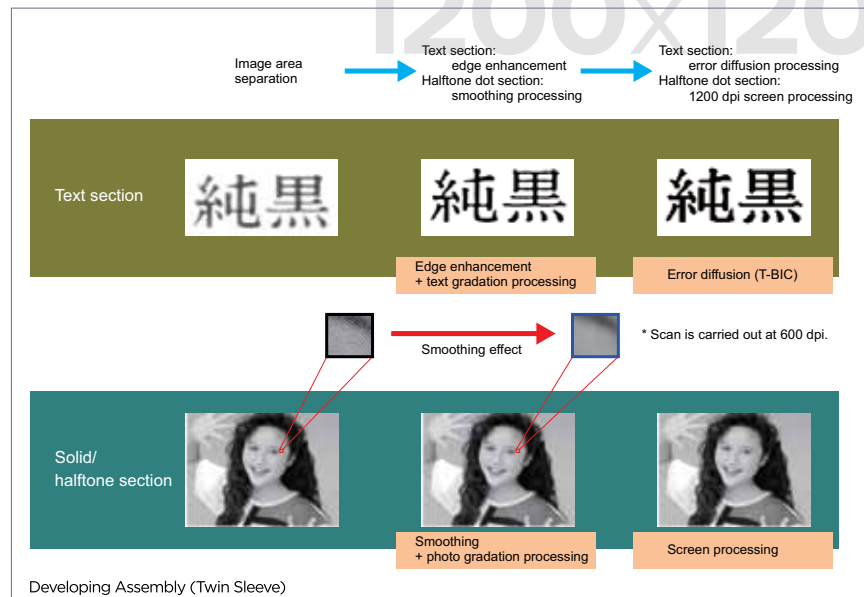 1200x120
Image area
separation
Text section:
edge enhancement
Halftone dot section:
smoothing processing
Text section:
error diffusion processing
Halftone dot section:
1200 dpi screen processing
Text section
純黒
純黒
純黒
Edge enhancement
+ text gradation processing
Error diffusion (T-BIC)
Smoothing effect
* Scan is carried out at 600 dpi.
Solid/
halftone section
Smoothing
+ photo gradation processing
Screen processing
Developing Assembly (Twin Sleeve)